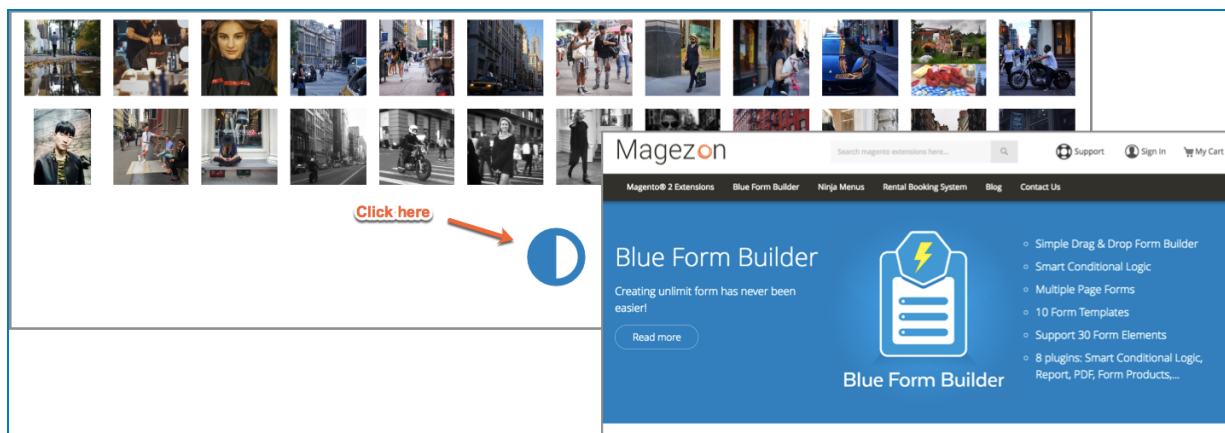 Click here
Magezon
Search magento extensions here...
Support
Sign In
My Cart
Magento® 2 Extensions
Blue Form Builder
Ninja Menus
Rental Booking System
Blog
Contact Us
Blue Form Builder
Creating unlimit form has never been
easier!
Read more
Blue Form Builder
Simple Drag & Drop Form Builder
Smart Conditional Logic
Multiple Page Forms
10 Form Templates
Support 30 Form Elements
8 plugins: Smart Conditional Logic,
Report, PDF, Form Products,...